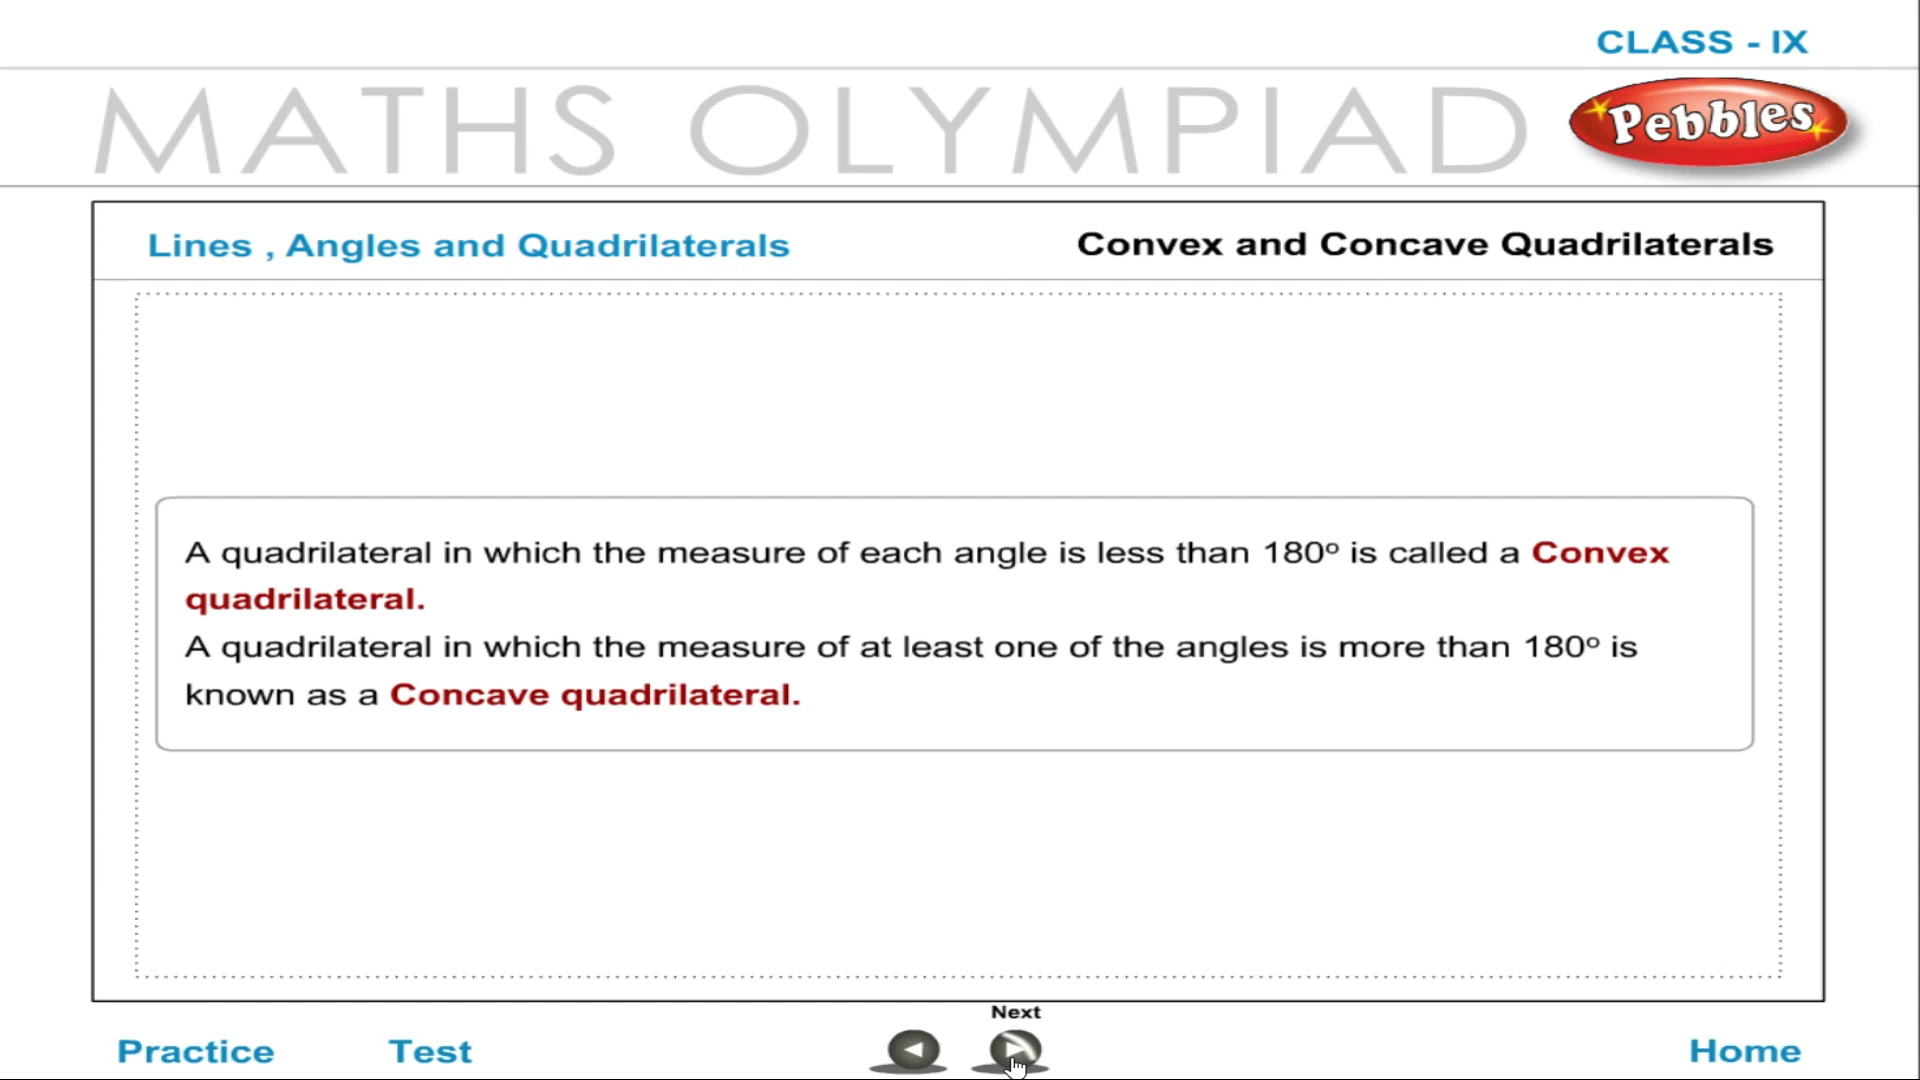 CLASS - IX
MATHS OLYMPIAD
Pebbles
Lines , Angles and Quadrilaterals
Convex and Concave Quadrilaterals
A quadrilateral in which the measure of each angle is less than 180º is called a Convex
quadrilateral.
A quadrilateral in which the measure of at least one of the angles is more than 180º is
known as a Concave quadrilateral.
Next
Practice
Test
Home